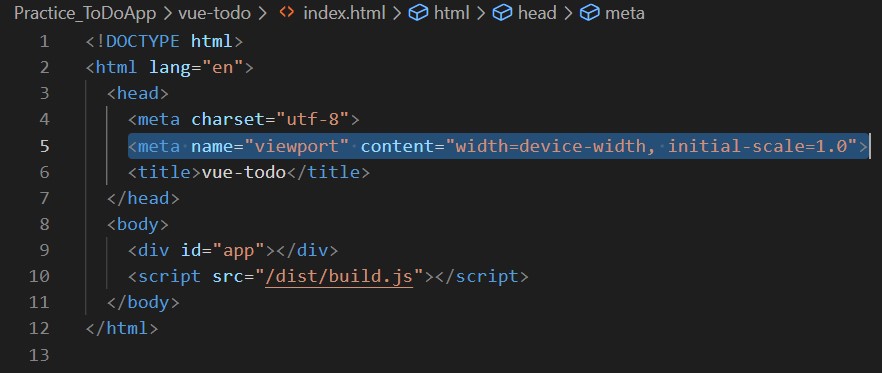 Practice_ToDoApp > vue-todo > <> index.html > html > head > meta
1 <!DOCTYPE html>
2 <html lang="en">
3 <head>
4 <meta charset="utf-8">
5 <meta name="viewport" content="width=device-width, initial-scale=1.0">
6 <title>vue-todo</title>
7 </head>
8 <body>
9 <div id="app"></div>
10 <script src="/dist/build.js"></script>
11 </body>
12 </html>
13